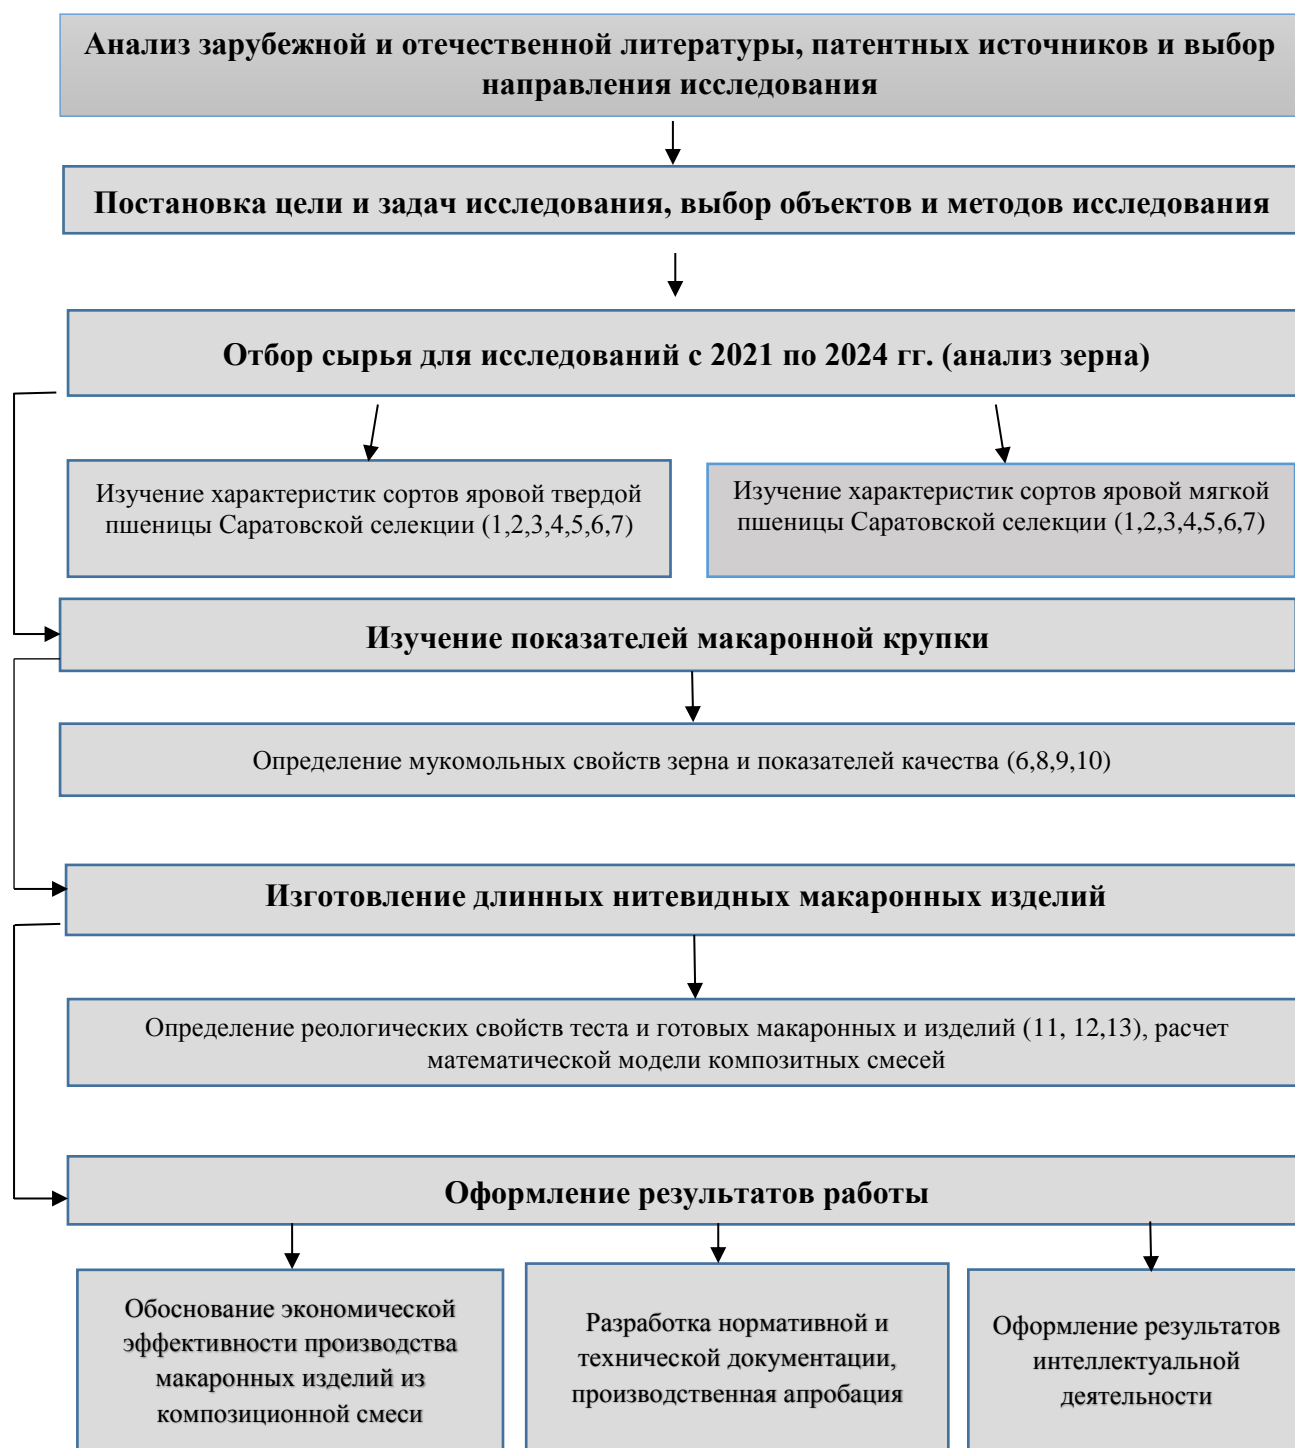 Анализ зарубежной и отечественной литературы, патентных источников и выбор
направления исследования
Постановка цели и задач исследования, выбор объектов и методов исследования
Отбор сырья для исследований с 2021 по 2024 гг. (анализ зерна)
Изучение характеристик сортов яровой твердой
пшеницы Саратовской селекции (1,2,3,4,5,6,7)
Изучение характеристик сортов яровой мягкой
пшеницы Саратовской селекции (1,2,3,4,5,6,7)
Изучение показателей макаронной крупки
Определение мукомольных свойств зерна и показателей качества (6,8,9,10)
Изготовление длинных нитевидных макаронных изделий
Определение реологических свойств теста и готовых макаронных и изделий (11, 12,13), расчет
математической модели композитных смесей
Оформление результатов работы
Обоснование экономической
эффективности производства
макаронных изделий из
композиционной смеси
Разработка нормативной и
технической документации,
производственная апробация
Оформление результатов
интеллектуальной
деятельности